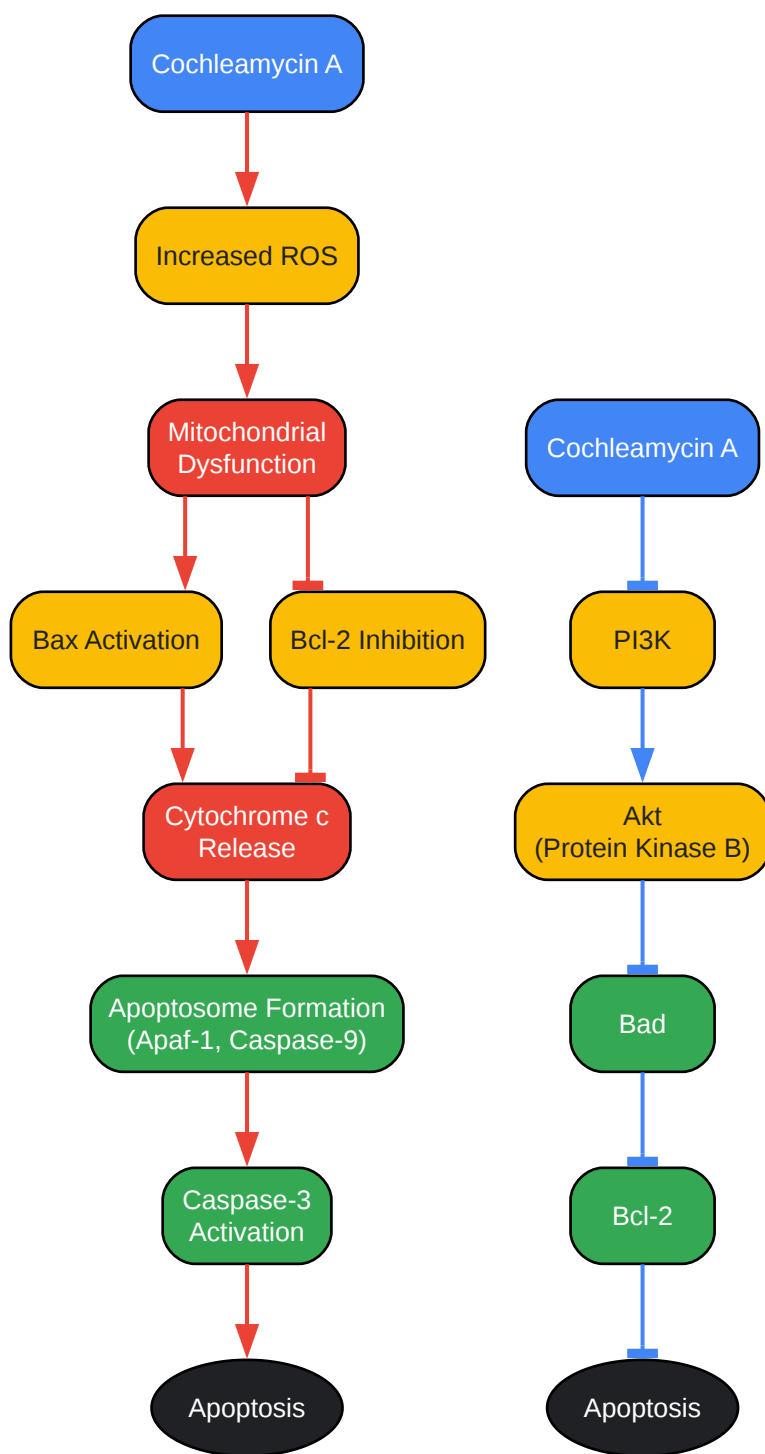 Cochleamycin A
Increased ROS
Mitochondrial
Dysfunction
Bax Activation
Bcl-2 Inhibition
Cytochrome c
Release
Apoptosome Formation
(Apaf-1, Caspase-9)
Caspase-3
Activation
Apoptosis
Cochleamycin A
PI3K
Akt
(Protein Kinase B)
Bad
Bcl-2
Apoptosis